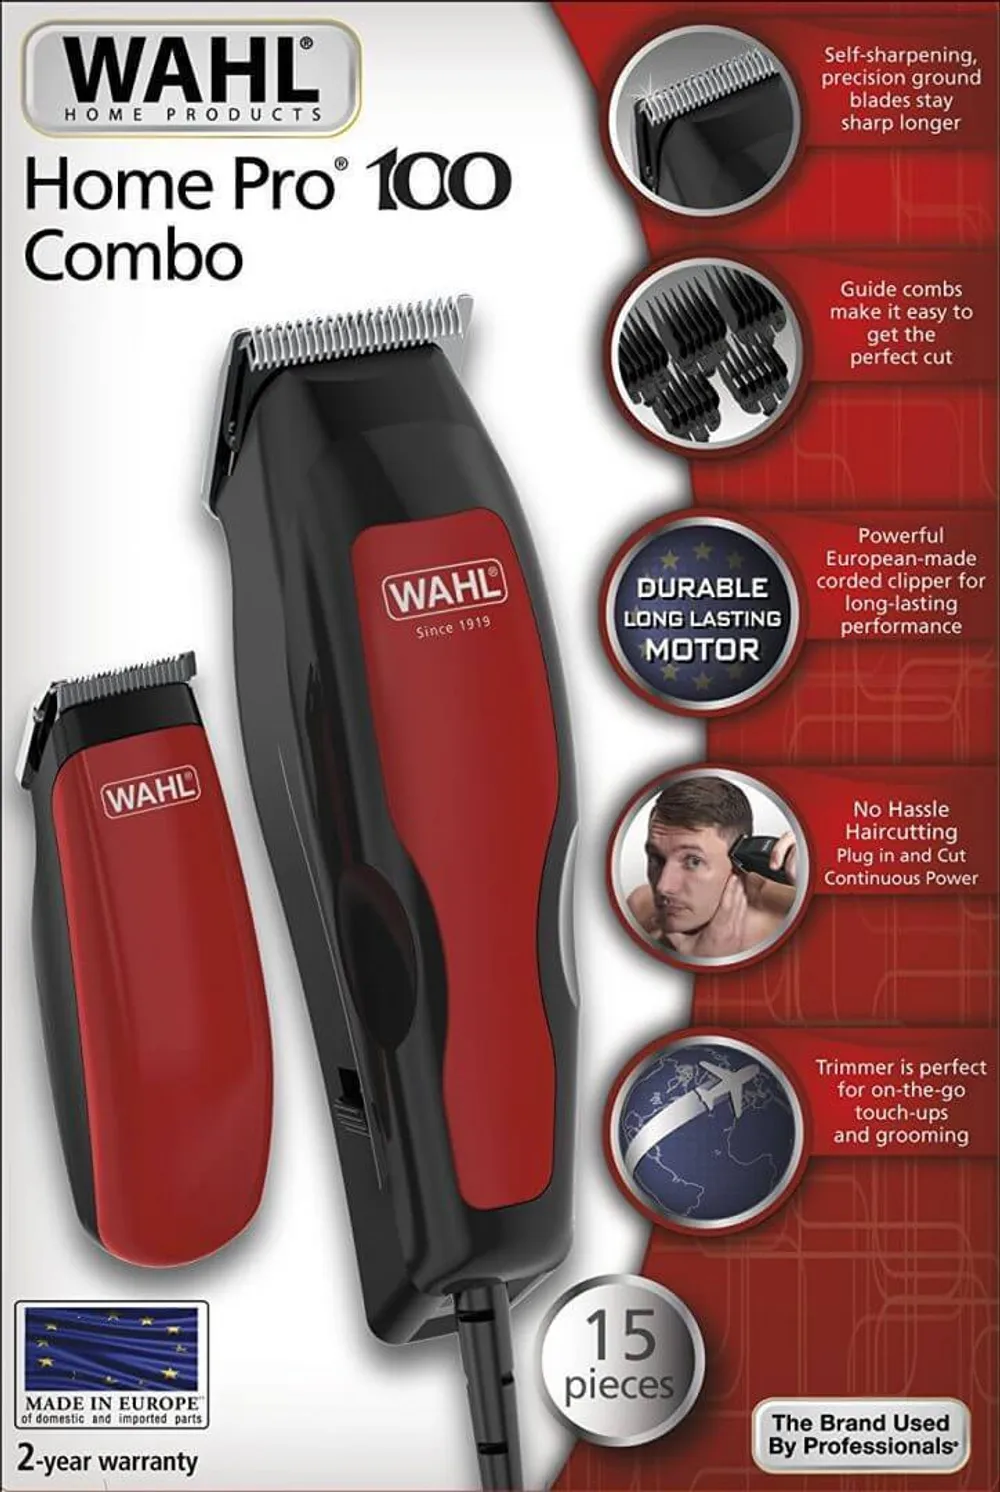 WAHL®
HOME PRODUCTS
Home Pro® 100
Combo
Self-sharpening,
precision ground
blades stay
sharp longer
Guide combs
make it easy to
get the
perfect cut
WAHL®
Since 1919
DURABLE
LONG LASTING
MOTOR
Powerful
European-made
corded clipper for
long-lasting
performance
WAHL®
No Hassle
Haircutting
Plug in and Cut
Continuous Power
Trimmer is perfect
for on-the-go
touch-ups
and grooming
15
pieces
MADE IN EUROPE™
of domestic and imported parts
2-year warranty
The Brand Used
By Professionals®